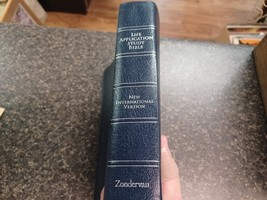 Life
Application
Study
Bible
New
International
Version
Zondervan